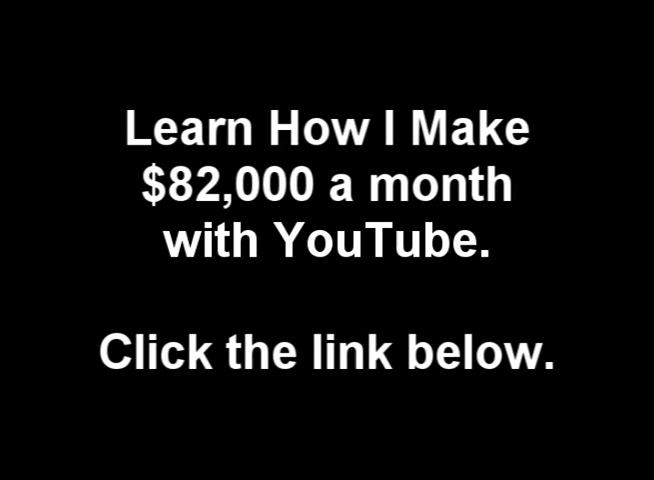 Learn How I Make
$82,000 a month
with YouTube.
Click the link below.